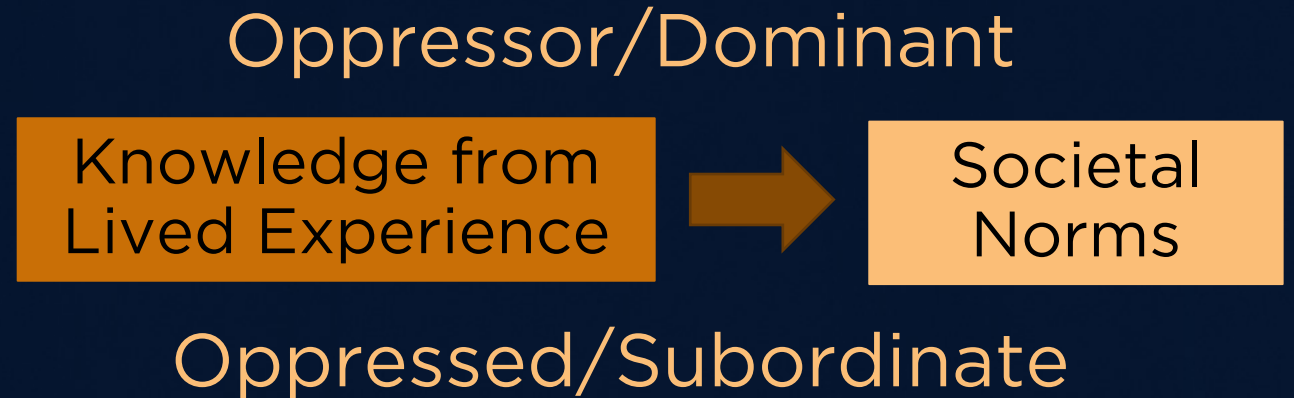 Oppressor/Dominant
Knowledge from
Lived Experience
Societal
Norms
Oppressed/Subordinate